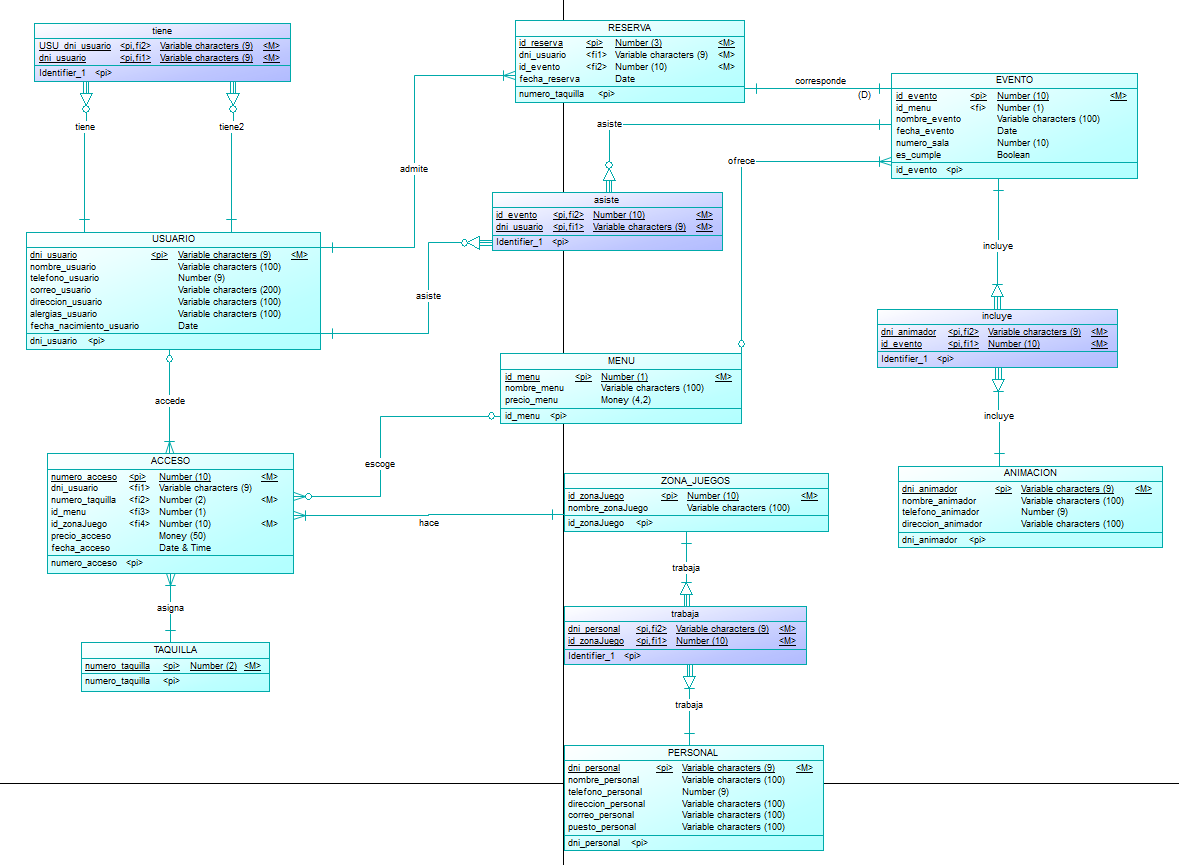 tiene
USU_dni_usuario <pi,fi2> Variable characters (9) <M>
dni_usuario <pi,fi1> Variable characters (9) <M>
Identifier_1 <pi>
tiene
tiene2
RESERVA
id_reserva <pi> Number (3) <M>
dni_usuario <fi1> Variable characters (9) <M>
id_evento <fi2> Number (10) <M>
fecha_reserva Date
numero_taquilla <pi>
corresponde
(D)
EVENTO
id_evento <pi> Number (10) <M>
id_menu <fi> Number (1)
nombre_evento Variable characters (100)
fecha_evento Date
numero_sala Number (10)
es_cumple Boolean
id_evento <pi>
asiste
admite
ofrece
asiste
id_evento <pi,fi2> Number (10) <M>
dni_usuario <pi,fi1> Variable characters (9) <M>
Identifier_1 <pi>
USUARIO
dni_usuario <pi> Variable characters (9) <M>
nombre_usuario Variable characters (100)
telefono_usuario Number (9)
correo_usuario Variable characters (200)
direccion_usuario Variable characters (100)
alergias_usuario Variable characters (100)
fecha_nacimiento_usuario Date
dni_usuario <pi>
asiste
incluye
incluye
dni_animador <pi,fi2> Variable characters (9) <M>
id_evento <pi,fi1> Number (10) <M>
Identifier_1 <pi>
incluye
MENU
id_menu <pi> Number (1) <M>
nombre_menu Variable characters (100)
precio_menu Money (4,2)
id_menu <pi>
accede
escoge
ACCESO
numero_acceso <pi> Number (10) <M>
dni_usuario <fi1> Variable characters (9)
numero_taquilla <fi2> Number (2) <M>
id_menu <fi3> Number (1)
id_zonaJuego <fi4> Number (10) <M>
precio_acceso Money (50)
fecha_acceso Date & Time
numero_acceso <pi>
hace
ZONA_JUEGOS
id_zonaJuego <pi> Number (10) <M>
nombre_zonaJuego Variable characters (100)
id_zonaJuego <pi>
ANIMACION
dni_animador <pi> Variable characters (9) <M>
nombre_animador Variable characters (100)
telefono_animador Number (9)
direccion_animador Variable characters (100)
dni_animador <pi>
trabaja
asigna
trabaja
dni_personal <pi,fi2> Variable characters (9) <M>
id_zonaJuego <pi,fi1> Number (10) <M>
Identifier_1 <pi>
TAQUILLA
numero_taquilla <pi> Number (2) <M>
numero_taquilla <pi>
trabaja
PERSONAL
dni_personal <pi> Variable characters (9) <M>
nombre_personal Variable characters (100)
telefono_personal Number (9)
direccion_personal Variable characters (100)
correo_personal Variable characters (100)
puesto_personal Variable characters (100)
dni_personal <pi>